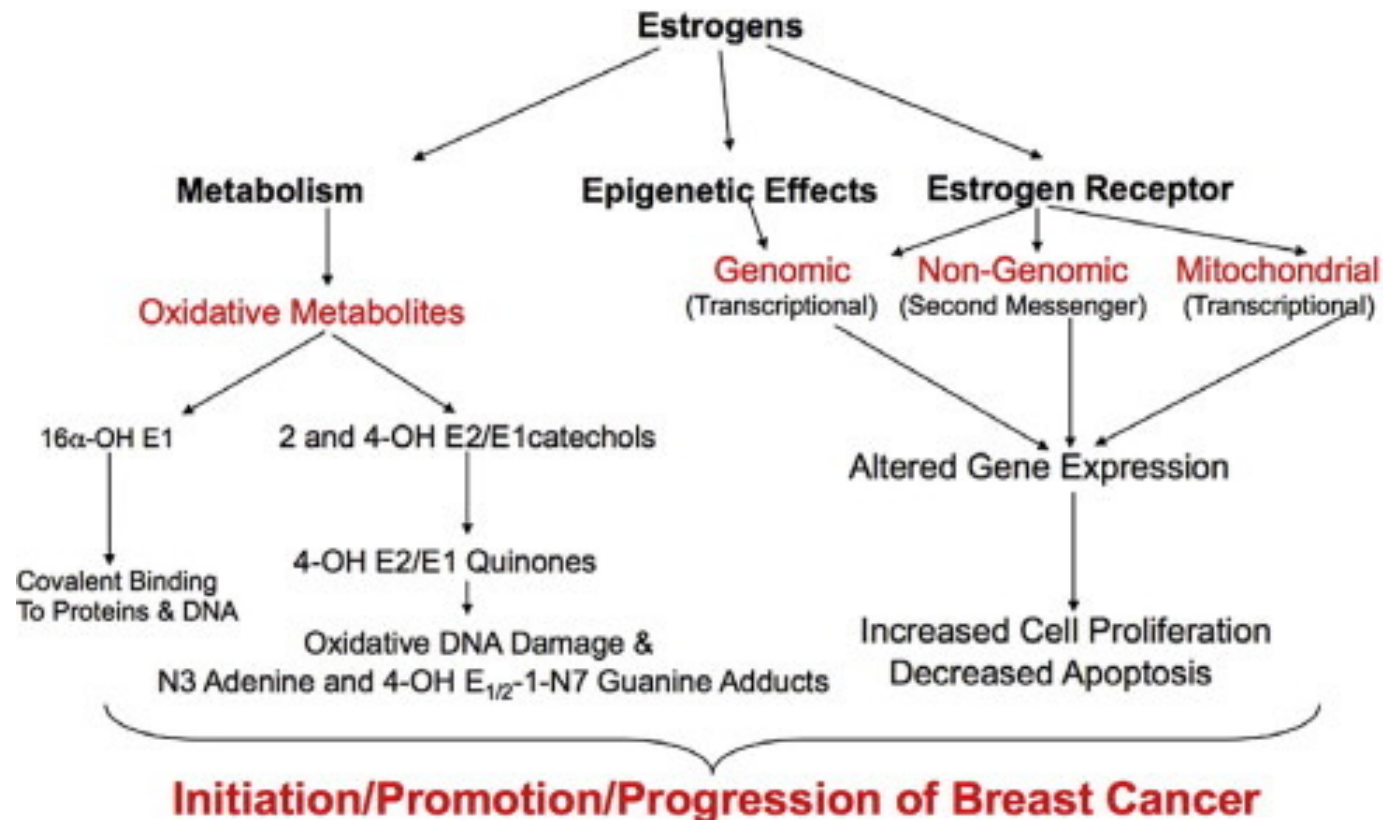 Estrogens
Metabolism
Epigenetic Effects
Estrogen Receptor
Genomic
(Transcriptional)
Non-Genomic
(Second Messenger)
Mitochondrial
(Transcriptional)
Oxidative Metabolites
16α-OH E1
2 and 4-OH E2/E1catechols
Altered Gene Expression
4-OH E2/E1 Quinones
Covalent Binding
To Proteins & DNA
Oxidative DNA Damage &
N3 Adenine and 4-OH E1/2-1-N7 Guanine Adducts
Increased Cell Proliferation
Decreased Apoptosis
Initiation/Promotion/Progression of Breast Cancer